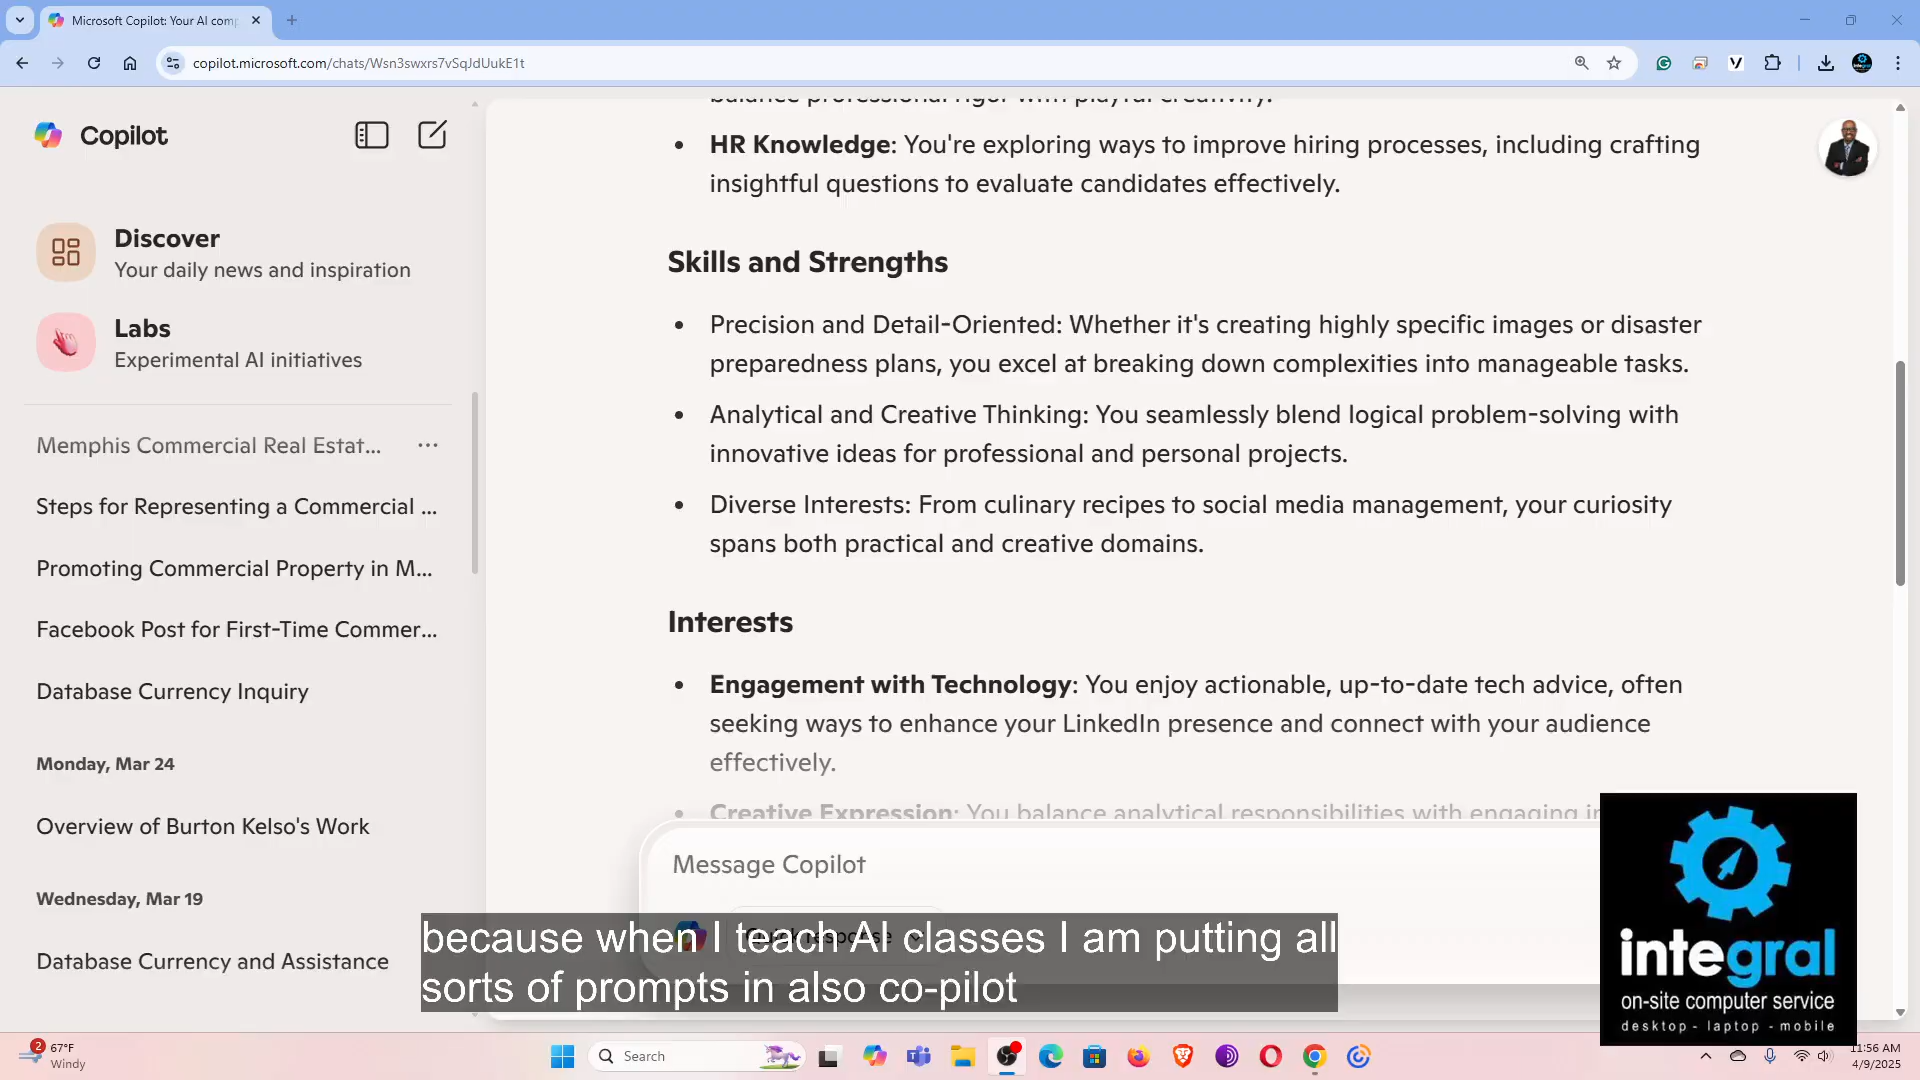 Microsoft Copilot: Your AI com
copilot.microsoft.com/chats/Wsn3swxrs7vSqJdUukE1t
Copilot
Discover
Your daily news and inspiration
Labs
Experimental AI initiatives
Memphis Commercial Real Estat...
Steps for Representing a Commercial ...
Promoting Commercial Property in M...
Facebook Post for First-Time Commer...
Database Currency Inquiry
Monday, Mar 24
Overview of Burton Kelso's Work
Wednesday, Mar 19
Database Currency and Assistance
balance professional rigor with playful creativity.
• HR Knowledge: You're exploring ways to improve hiring processes, including crafting
insightful questions to evaluate candidates effectively.
Skills and Strengths
• Precision and Detail-Oriented: Whether it's creating highly specific images or disaster
preparedness plans, you excel at breaking down complexities into manageable tasks.
• Analytical and Creative Thinking: You seamlessly blend logical problem-solving with
innovative ideas for professional and personal projects.
• Diverse Interests: From culinary recipes to social media management, your curiosity
spans both practical and creative domains.
Interests
• Engagement with Technology: You enjoy actionable, up-to-date tech advice, often
seeking ways to enhance your LinkedIn presence and connect with your audience
effectively.
• Creative Expression: You balance analytical responsibilities with engaging
Message Copilot
Quick response
because when I teach AI classes I am putting all
sorts of prompts in also co-pilot
integral
on-site computer service
desktop - laptop - mobile
2
67°F
Windy
Search
11:56 AM
4/9/2025